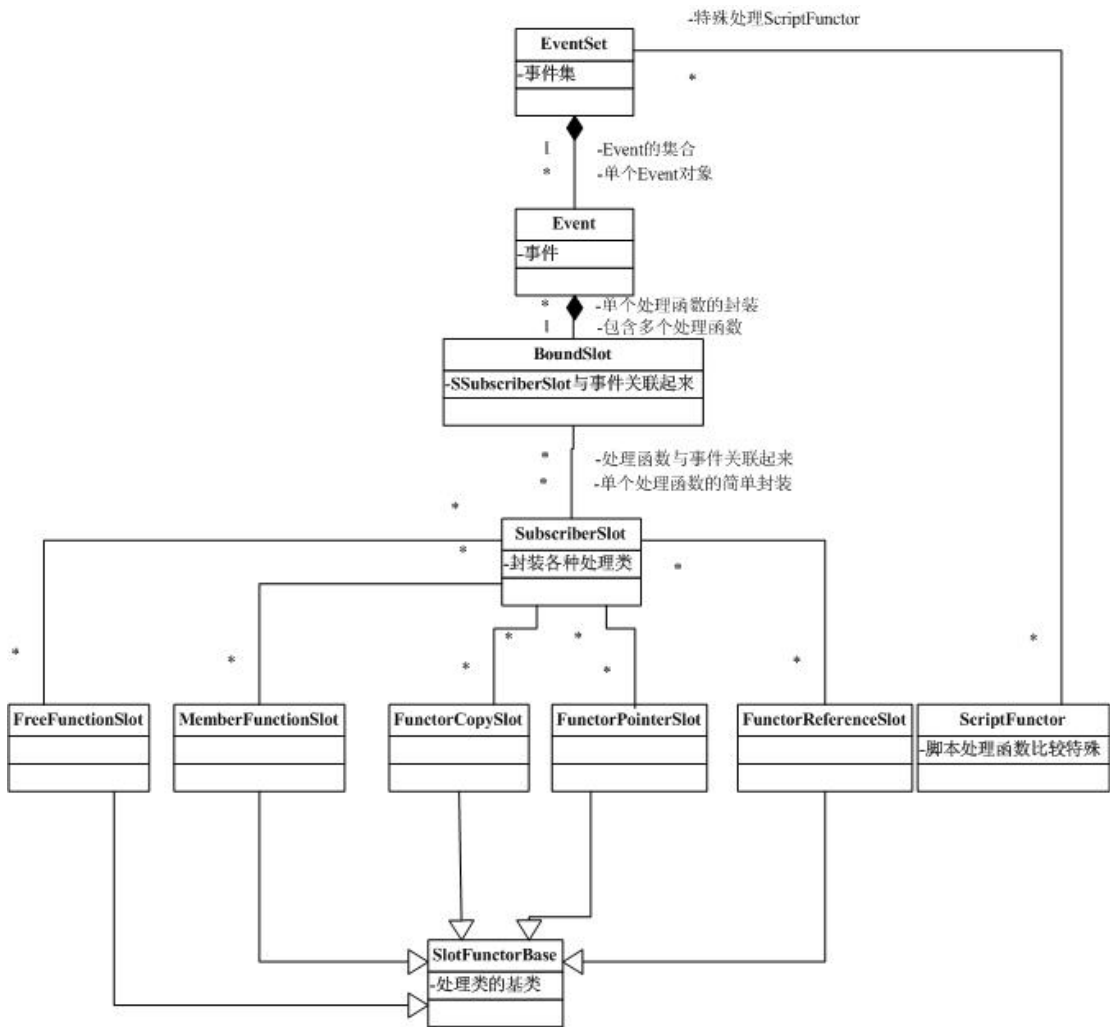 -特殊处理ScriptFunctor
EventSet
-事件集
*
1
-Event的集合
*
-单个Event对象
Event
-事件
*
-单个处理函数的封装
1
-包含多个处理函数
BoundSlot
-SSubscriberSlot与事件关联起来
*
-处理函数与事件关联起来
*
-单个处理函数的简单封装
*
SubscriberSlot
*
-封装各种处理类
*
*
*
*
*
*
*
*
*
FreeFunctionSlot
MemberFunctionSlot
FunctorCopySlot
FunctorPointerSlot
FunctorReferenceSlot
ScriptFunctor
-脚本处理函数比较特殊
SlotFunctorBase
-处理类的基类